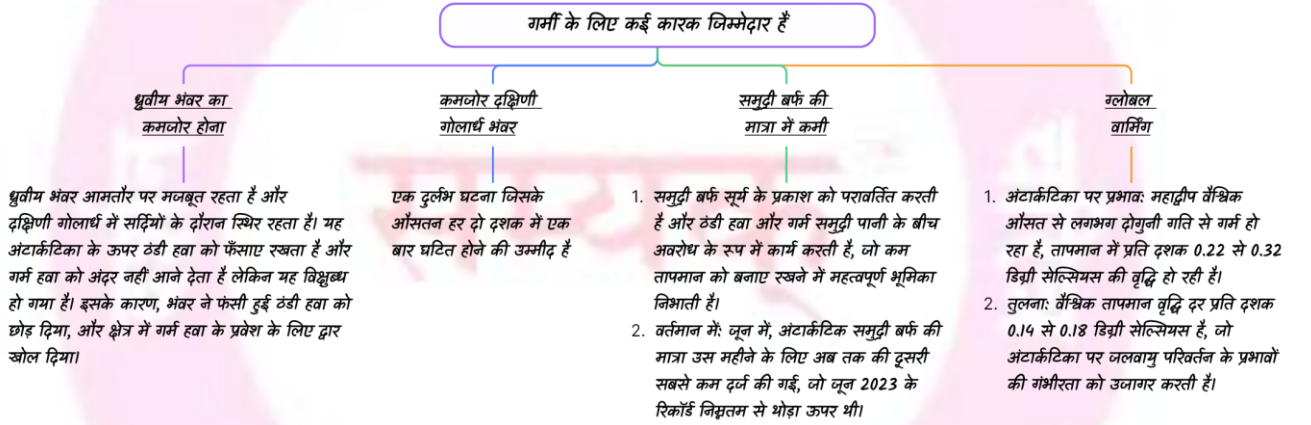 गर्मी के लिए कई कारक जिम्मेदार हैं
ध्रुवीय भंवर का
कमजोर होना
ध्रुवीय भंवर आमतौर पर मजबूत रहता है और
दक्षिणी गोलार्ध में सर्दियों के दौरान स्थिर रहता है। यह
अंटार्कटिका के ऊपर ठंडी हवा को फँसाए रखता है और
गर्म हवा को अंदर नहीं आने देता है लेकिन यह विक्षुब्ध
हो गया है। इसके कारण, भंवर ने फंसी हुई ठंडी हवा को
छोड़ दिया, और क्षेत्र में गर्म हवा के प्रवेश के लिए द्वार
खोल दिया।
कमजोर दक्षिणी
गोलार्ध भंवर
एक दुर्लभ घटना जिसके
औसतन हर दो दशक में एक
बार घटित होने की उम्मीद है
समुद्री बर्फ की
मात्रा में कमी
1. समुद्री बर्फ सूर्य के प्रकाश को परावर्तित करती
है और ठंडी हवा और गर्म समुद्री पानी के बीच
अवरोध के रूप में कार्य करती है, जो कम
तापमान को बनाए रखने में महत्वपूर्ण भूमिका
निभाती है।
2. वर्तमान में: जून में, अंटार्कटिक समुद्री बर्फ की
मात्रा उस महीने के लिए अब तक की दूसरी
सबसे कम दर्ज की गई, जो जून 2023 के
रिकॉर्ड निम्नतम से थोड़ा ऊपर थी।
ग्लोबल
वार्मिंग
1. अंटार्कटिका पर प्रभाव: महाद्वीप वैश्विक
औसत से लगभग दोगुनी गति से गर्म हो
रहा है, तापमान में प्रति दशक 0.22 से 0.32
डिग्री सेल्सियस की वृद्धि हो रही है।
2. तुलना: वैश्विक तापमान वृद्धि दर प्रति दशक
0.14 से 0.18 डिग्री सेल्सियस है, जो
अंटार्कटिका पर जलवायु परिवर्तन के प्रभावों
की गंभीरता को उजागर करती है।